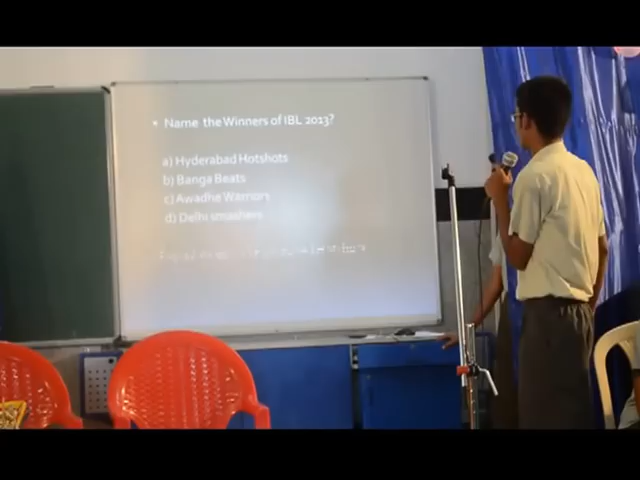 * Name the Winners of IBL 2013?
a) Hyderabad Hotshots
b) Banga Beats
c) Awadhe Warriors
d) Delhi smashers